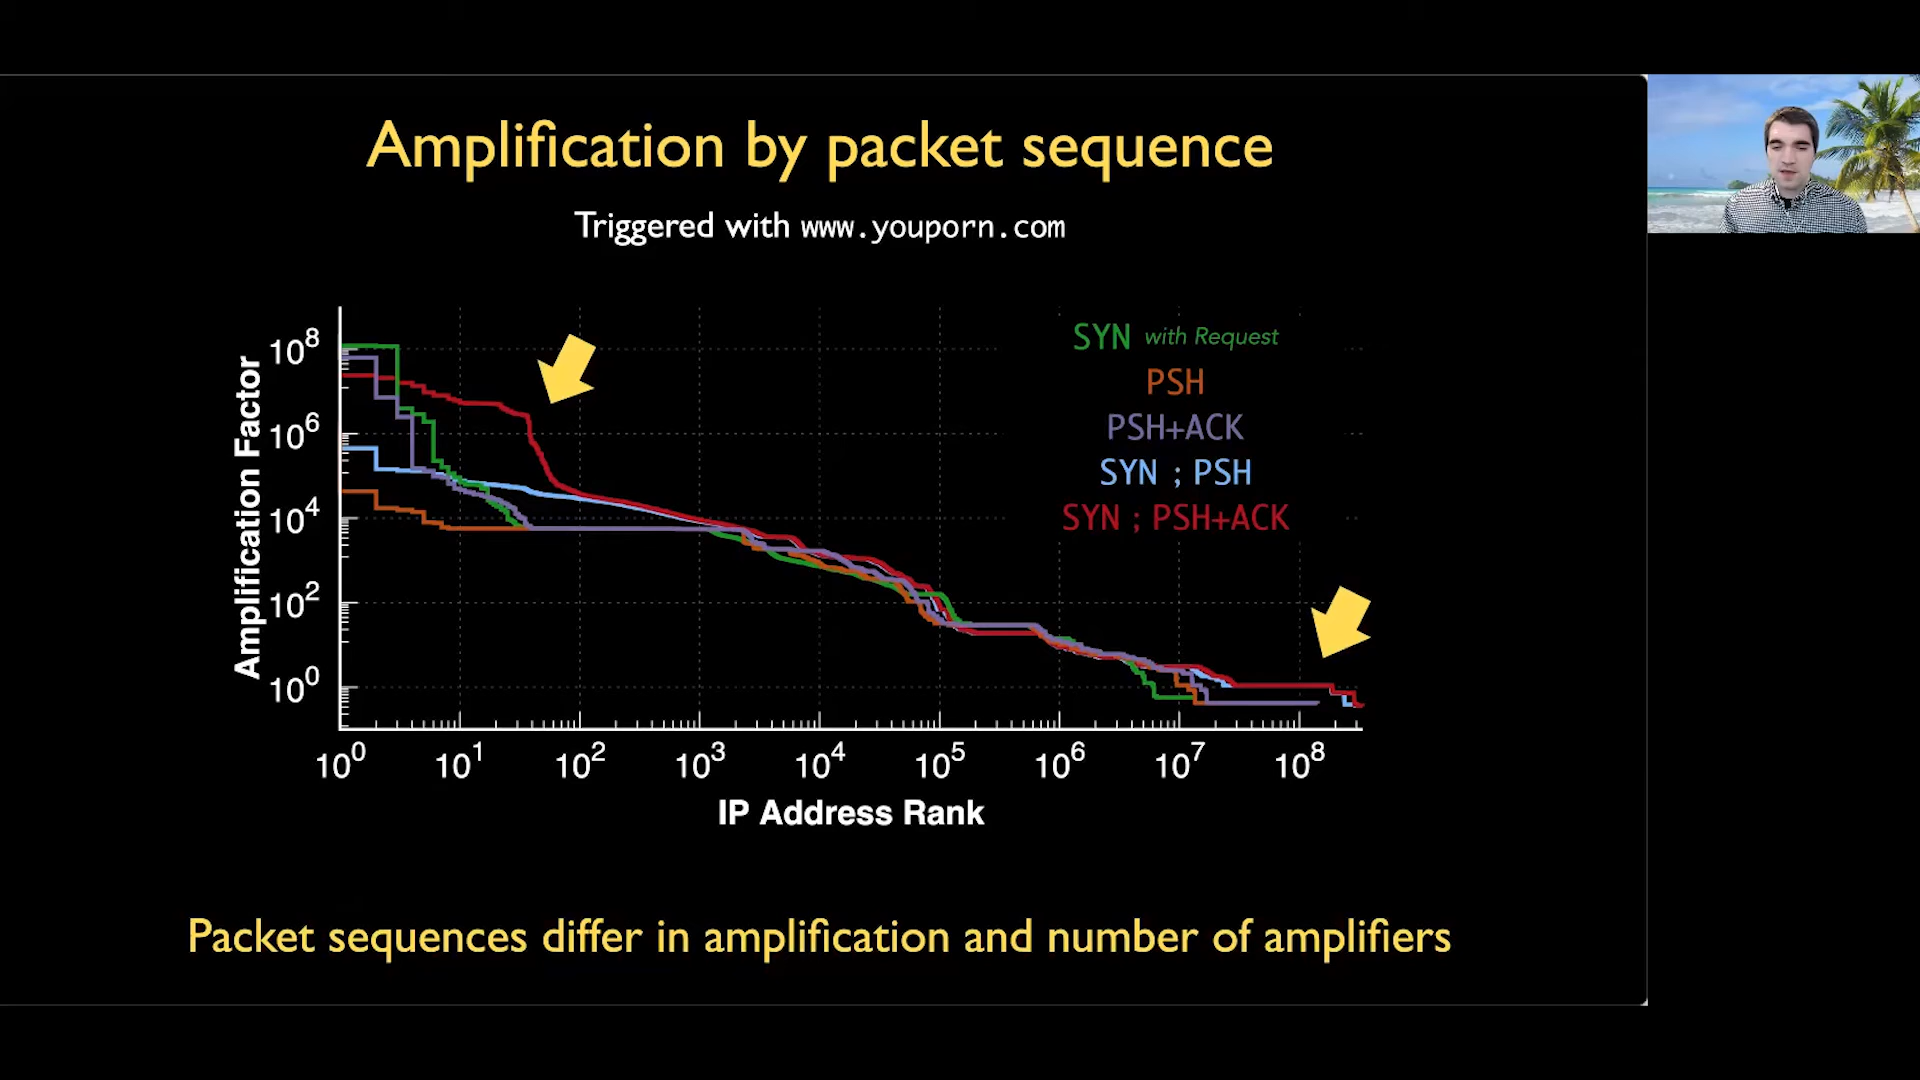 Amplification by packet sequence
Triggered with www.youporn.com
Amplification Factor
10^8
10^6
10^4
10^2
10^0
SYN with Request
PSH
PSH+ACK
SYN ; PSH
SYN ; PSH+ACK
10^0 10^1 10^2 10^3 10^4 10^5 10^6 10^7 10^8
IP Address Rank
Packet sequences differ in amplification and number of amplifiers